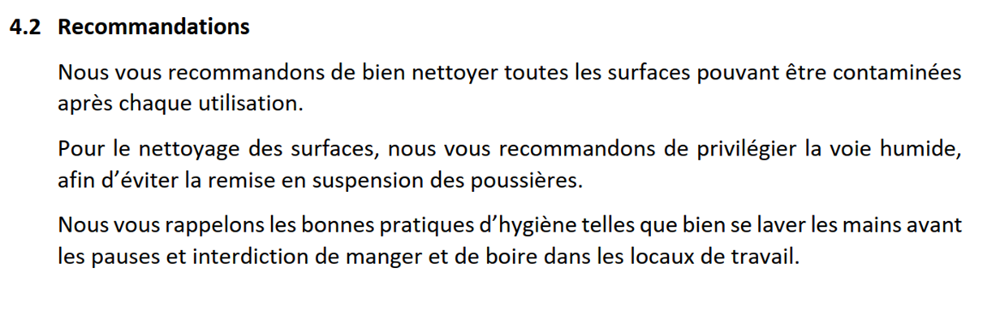 4.2 Recommandations
Nous vous recommandons de bien nettoyer toutes les surfaces pouvant être contaminées
après chaque utilisation.
Pour le nettoyage des surfaces, nous vous recommandons de privilégier la voie humide,
afin d’éviter la remise en suspension des poussières.
Nous vous rappelons les bonnes pratiques d’hygiène telles que bien se laver les mains avant
les pauses et interdiction de manger et de boire dans les locaux de travail.